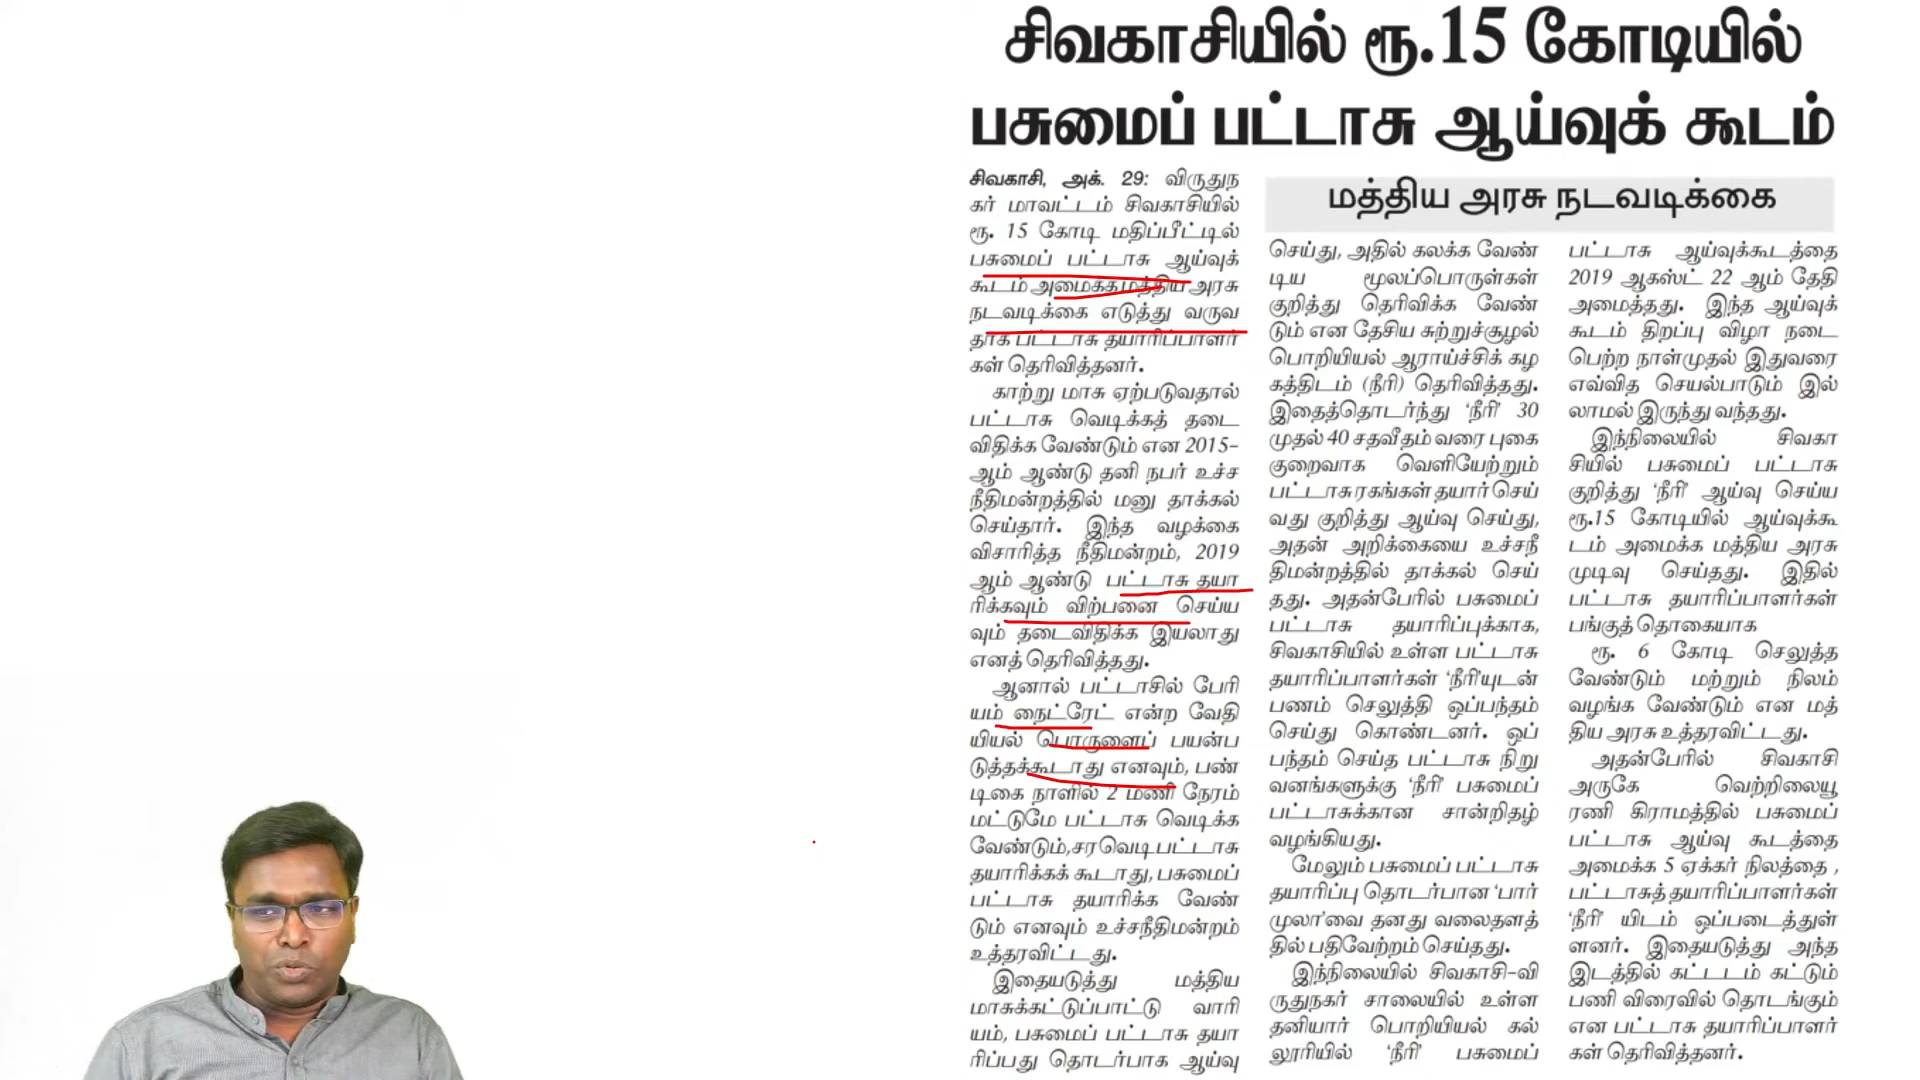 சிவகாசியில் ரூ.15 கோடியில்
பசுமைப் பட்டாசு ஆய்வுக் கூடம்
சிவகாசி, அக். 29: விருதுந
கர் மாவட்டம் சிவகாசியில்
ரூ. 15 கோடி மதிப்பீட்டில்
பசுமைப் பட்டாசு ஆய்வுக்
கூடம் அமைக்க மத்திய அரசு
நடவடிக்கை எடுத்து வருவ
தாக பட்டாசு தயாரிப்பாளர்
கள் தெரிவித்தனர்.
காற்று மாசு ஏற்படுவதால்
பட்டாசு வெடிக்கத் தடை
விதிக்க வேண்டும் என 2015-
ஆம் ஆண்டு தனி நபர் உச்ச
நீதிமன்றத்தில் மனு தாக்கல்
செய்தார். இந்த வழக்கை
விசாரித்த நீதிமன்றம், 2019
ஆம் ஆண்டு பட்டாசு தயா
ரிக்கவும் விற்பனை செய்ய
வும் தடைவிதிக்க இயலாது
எனத் தெரிவித்தது.
ஆனால் பட்டாசில் பேரி
யம் நைட்ரேட் என்ற வேதி
யியல் பொருளைப் பயன்ப
டுத்தக்கூடாது எனவும், பண்
டிகை நாளில் 2 மணி நேரம்
மட்டுமே பட்டாசு வெடிக்க
வேண்டும்,சரவெடி பட்டாசு
தயாரிக்கக் கூடாது, பசுமைப்
பட்டாசு தயாரிக்க வேண்
டும் எனவும் உச்சநீதிமன்றம்
உத்தரவிட்டது.
இதையடுத்து மத்திய
மாசுக்கட்டுப்பாட்டு வாரி
யம், பசுமைப் பட்டாசு தயா
ரிப்பது தொடர்பாக ஆய்வு
மத்திய அரசு நடவடிக்கை
செய்து, அதில் கலக்க வேண்
டிய மூலப்பொருள்கள்
குறித்து தெரிவிக்க வேண்
டும் என தேசிய சுற்றுச்சூழல்
பொறியியல் ஆராய்ச்சிக் கழ
கத்திடம் (நீரி) தெரிவித்தது.
இதைத்தொடர்ந்து 'நீரி' 30
முதல் 40 சதவீதம் வரை புகை
குறைவாக வெளியேற்றும்
பட்டாசு ரகங்கள் தயார் செய்
வது குறித்து ஆய்வு செய்து,
அதன் அறிக்கையை உச்சநீ
திமன்றத்தில் தாக்கல் செய்
தது. அதன்பேரில் பசுமைப்
பட்டாசு தயாரிப்புக்காக,
சிவகாசியில் உள்ள பட்டாசு
தயாரிப்பாளர்கள் 'நீரி'யுடன்
பணம் செலுத்தி ஒப்பந்தம்
செய்து கொண்டனர். ஒப்
பந்தம் செய்த பட்டாசு நிறு
வனங்களுக்கு 'நீரி' பசுமைப்
பட்டாசுக்கான சான்றிதழ்
வழங்கியது.
மேலும் பசுமைப் பட்டாசு
தயாரிப்பு தொடர்பான 'பார்
முலா'வை தனது வலைதளத்
தில் பதிவேற்றம் செய்தது.
இந்நிலையில் சிவகாசி-வி
ருதுநகர் சாலையில் உள்ள
தனியார் பொறியியல் கல்
லூரியில் 'நீரி' பசுமைப்
பட்டாசு ஆய்வுக்கூடத்தை
2019 ஆகஸ்ட் 22 ஆம் தேதி
அமைத்தது. இந்த ஆய்வுக்
கூடம் திறப்பு விழா நடை
பெற்ற நாள்முதல் இதுவரை
எவ்வித செயல்பாடும் இல்
லாமல் இருந்து வந்தது.
இந்நிலையில் சிவகா
சியில் பசுமைப் பட்டாசு
குறித்து 'நீரி' ஆய்வு செய்ய
ரூ.15 கோடியில் ஆய்வுக்கூ
டம் அமைக்க மத்திய அரசு
முடிவு செய்தது. இதில்
பட்டாசு தயாரிப்பாளர்கள்
பங்குத் தொகையாக
ரூ. 6 கோடி செலுத்த
வேண்டும் மற்றும் நிலம்
வழங்க வேண்டும் என மத்
திய அரசு உத்தரவிட்டது.
அதன்பேரில் சிவகாசி
அருகே வெற்றிலையூ
ரணி கிராமத்தில் பசுமைப்
பட்டாசு ஆய்வு கூடத்தை
அமைக்க 5 ஏக்கர் நிலத்தை ,
பட்டாசுத் தயாரிப்பாளர்கள்
'நீரி' யிடம் ஒப்படைத்துள்
ளனர். இதையடுத்து அந்த
இடத்தில் கட்டடம் கட்டும்
பணி விரைவில் தொடங்கும்
என பட்டாசு தயாரிப்பாளர்
கள் தெரிவித்தனர்.